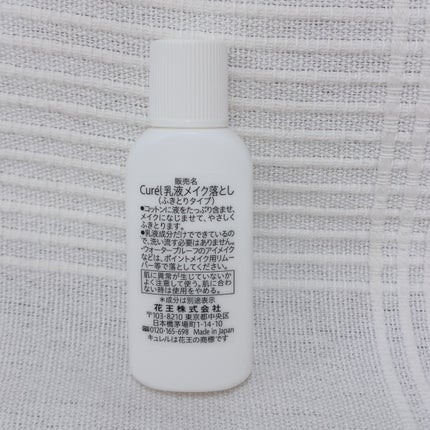 販売名
Curél 乳液メイク落とし
(ふきとりタイプ)
●コットンに液をたっぷり含ませ、
メイクになじませて、やさしく
ふきとります。
●乳液成分だけでできているの
で、洗い流す必要はありません。
・ウォータープルーフのアイメイク
などは、ポイントメイク用リムー
バー等で落としてください。
肌に異常が生じていないか
よく注意して使う。肌に合わ
ない時は使用をやめる。
＊成分は別途表示
花王株式会社
〒103-8210 東京都中央区
日本橋茅場町1-14-10
0120-165-698 Made in Japan
キュレルは花王の商標です